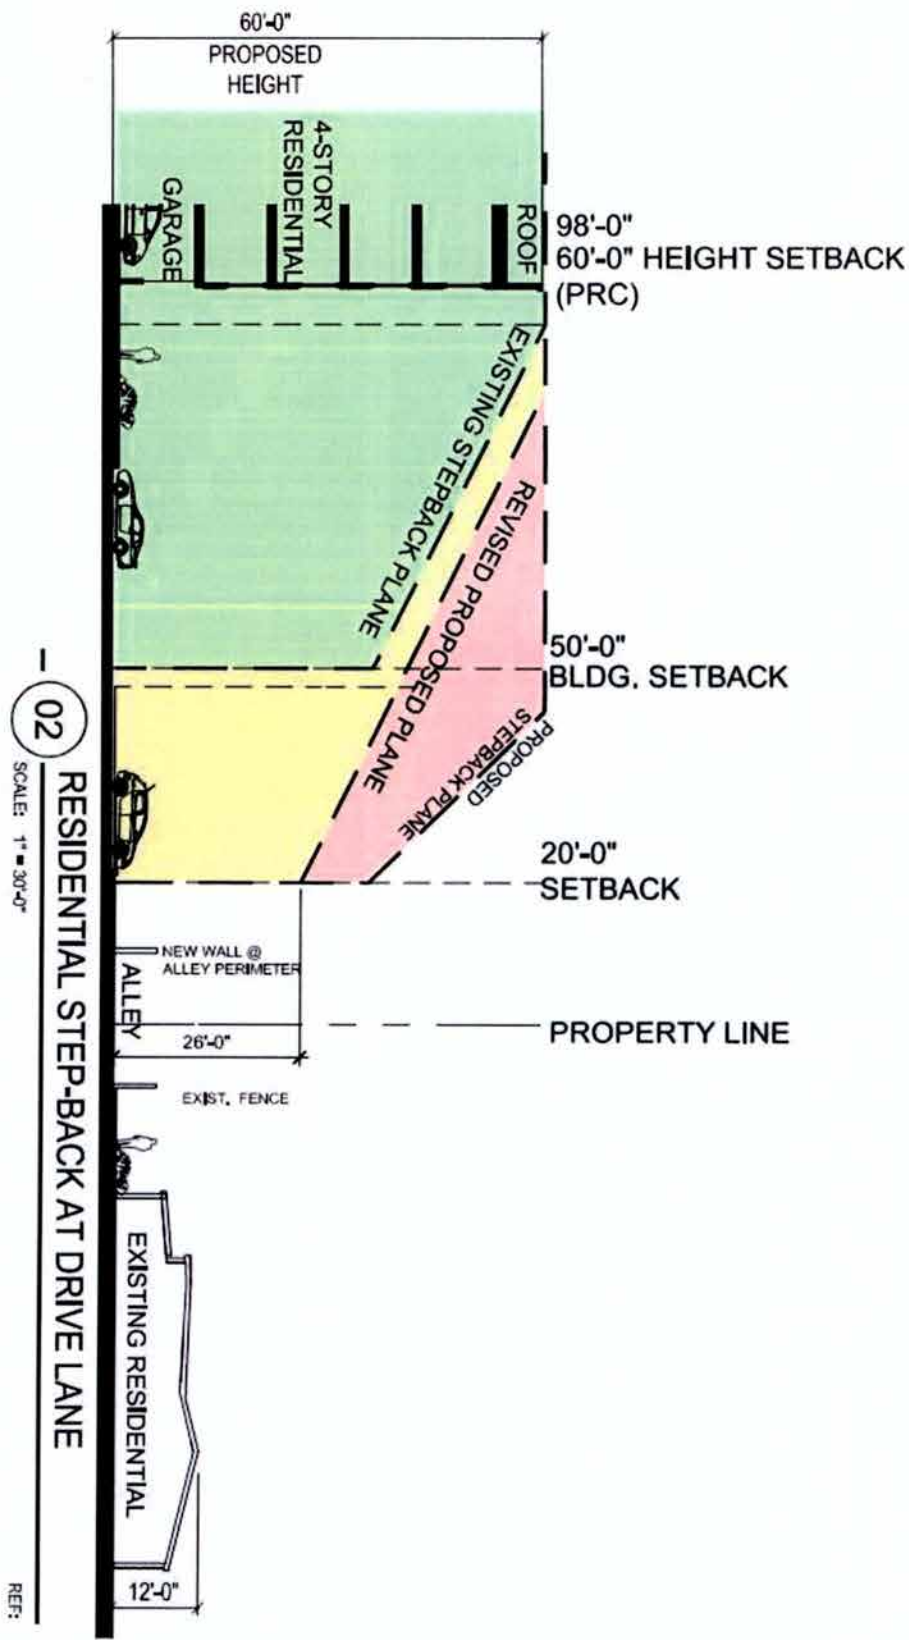 60'-0"
PROPOSED
HEIGHT
4-STORY
RESIDENTIAL
GARAGE
ROOF
98'-0"
60'-0" HEIGHT SETBACK
(PRC)
EXISTING STEPBACK PLANE
REVISED PROPOSED PLANE
50'-0"
BLDG. SETBACK
PROPOSED
STEPBACK PLANE
20'-0"
SETBACK
NEW WALL @
ALLEY PERIMETER
ALLEY
PROPERTY LINE
26'-0"
EXIST. FENCE
EXISTING RESIDENTIAL
12'-0"
02
RESIDENTIAL STEP-BACK AT DRIVE LANE
SCALE: 1" = 30'-0"
REF: